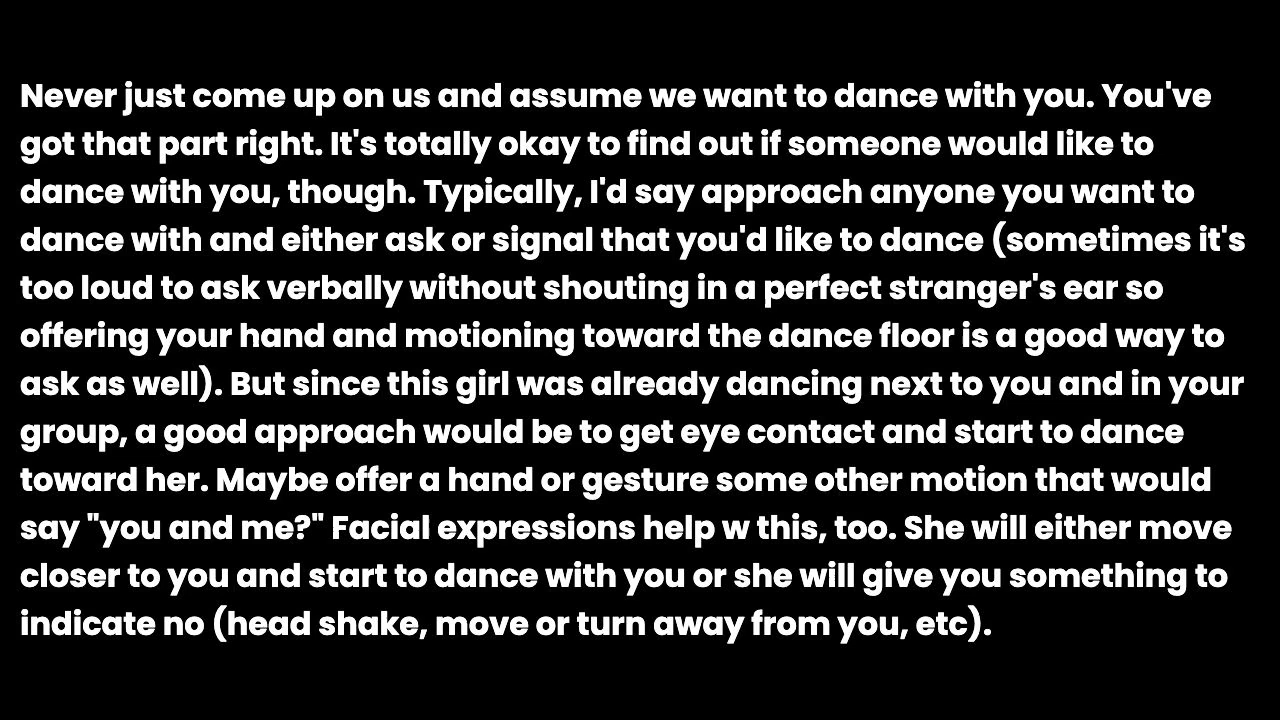 Never just come up on us and assume we want to dance with you. You've
got that part right. It's totally okay to find out if someone would like to
dance with you, though. Typically, I'd say approach anyone you want to
dance with and either ask or signal that you'd like to dance (sometimes it's
too loud to ask verbally without shouting in a perfect stranger's ear so
offering your hand and motioning toward the dance floor is a good way to
ask as well). But since this girl was already dancing next to you and in your
group, a good approach would be to get eye contact and start to dance
toward her. Maybe offer a hand or gesture some other motion that would
say "you and me?" Facial expressions help w this, too. She will either move
closer to you and start to dance with you or she will give you something to
indicate no (head shake, move or turn away from you, etc).